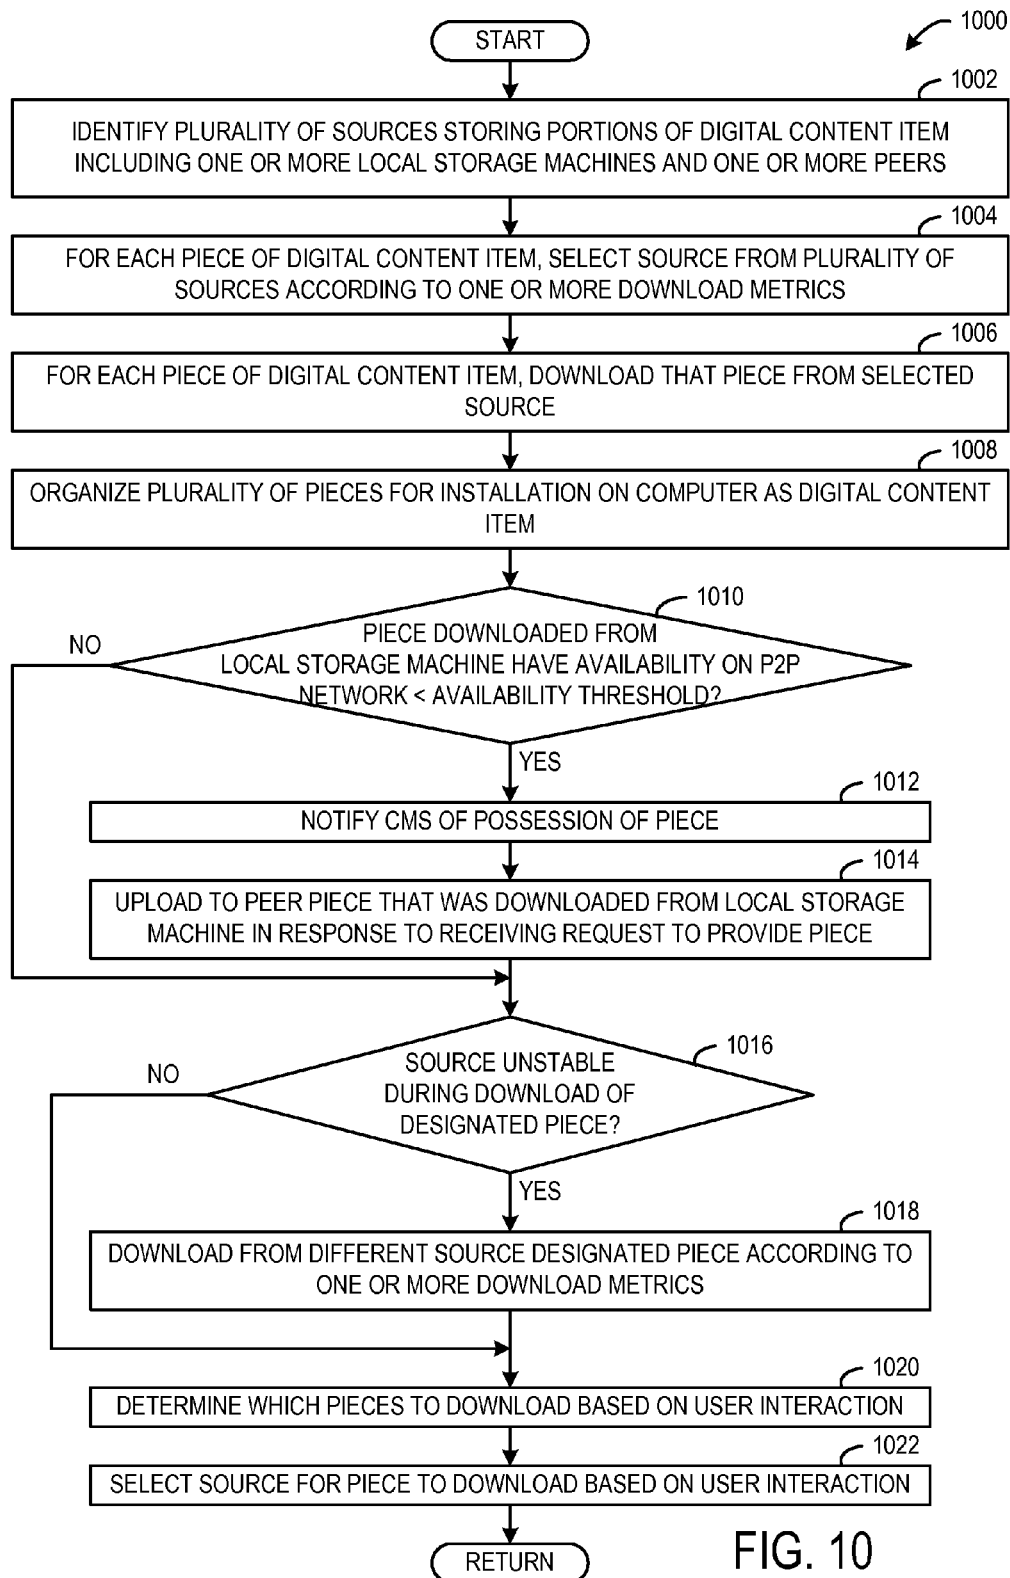 START
1000
1002
IDENTIFY PLURALITY OF SOURCES STORING PORTIONS OF DIGITAL CONTENT ITEM
INCLUDING ONE OR MORE LOCAL STORAGE MACHINES AND ONE OR MORE PEERS
1004
FOR EACH PIECE OF DIGITAL CONTENT ITEM, SELECT SOURCE FROM PLURALITY OF
SOURCES ACCORDING TO ONE OR MORE DOWNLOAD METRICS
1006
FOR EACH PIECE OF DIGITAL CONTENT ITEM, DOWNLOAD THAT PIECE FROM SELECTED
SOURCE
1008
ORGANIZE PLURALITY OF PIECES FOR INSTALLATION ON COMPUTER AS DIGITAL CONTENT
ITEM
1010
NO
PIECE DOWNLOADED FROM
LOCAL STORAGE MACHINE HAVE AVAILABILITY ON P2P
NETWORK < AVAILABILITY THRESHOLD?
YES
1012
NOTIFY CMS OF POSSESSION OF PIECE
1014
UPLOAD TO PEER PIECE THAT WAS DOWNLOADED FROM LOCAL STORAGE
MACHINE IN RESPONSE TO RECEIVING REQUEST TO PROVIDE PIECE
1016
NO
SOURCE UNSTABLE
DURING DOWNLOAD OF
DESIGNATED PIECE?
YES
1018
DOWNLOAD FROM DIFFERENT SOURCE DESIGNATED PIECE ACCORDING TO
ONE OR MORE DOWNLOAD METRICS
1020
DETERMINE WHICH PIECES TO DOWNLOAD BASED ON USER INTERACTION
1022
SELECT SOURCE FOR PIECE TO DOWNLOAD BASED ON USER INTERACTION
RETURN
FIG. 10